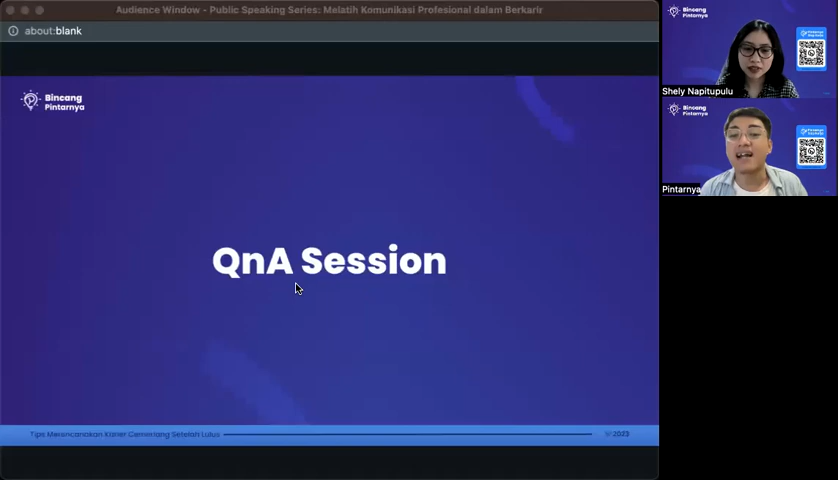 Audience Window - Public Speaking Series: Melatih Komunikasi Profesional dalam Berkarir
about:blank
Bincang
Pintarnya
QnA Session
Tips Merencanakan Karier Cemerlang Setelah Lulus
2023
Bincang
Pintarnya
Shely Napitupulu
Bincang
Pintarnya
Pintarnya